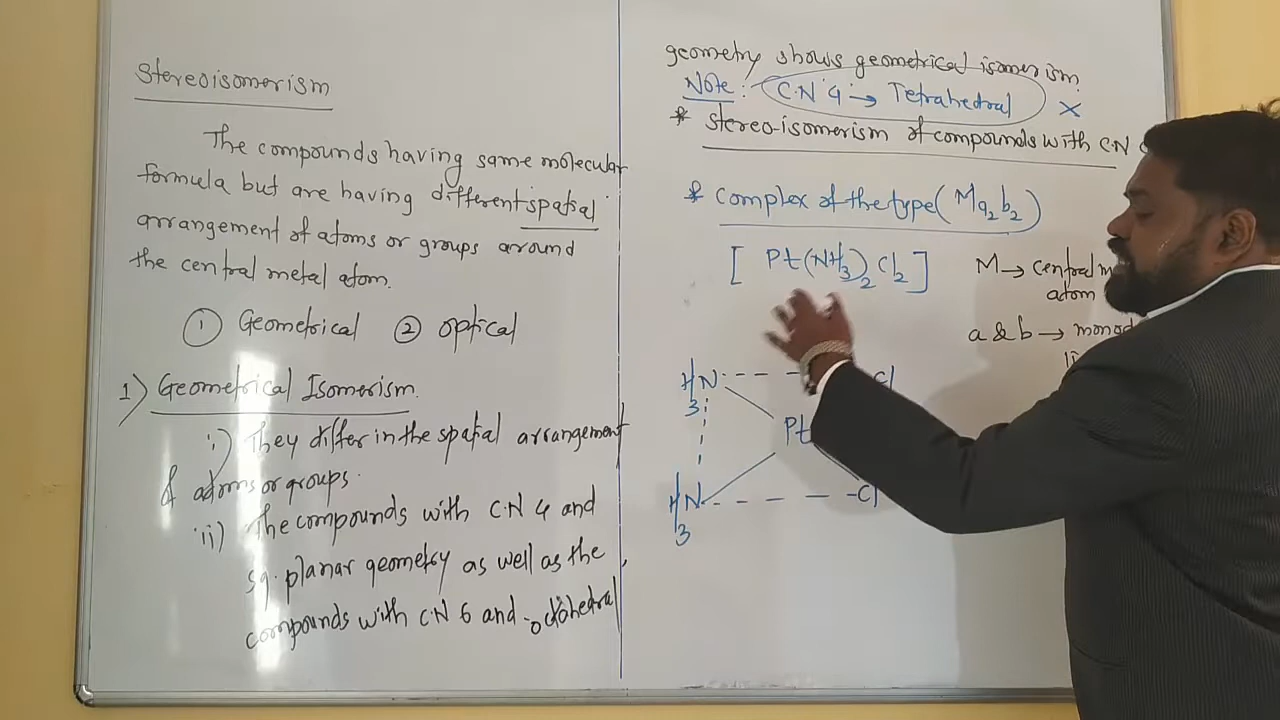 Stereoisomerism
The compounds having same molecular
formula but are having different spatial
arrangement of atoms or groups around
the central metal atom.
① Geometrical ② optical
1) Geometrical Isomerism.
i) They differ in the spatial arrangement
of atoms or groups.
ii) The compounds with C.N 4 and
sq. planar geometry as well as the
compounds with C.N 6 and octahedral
geometry shows geometrical isomerism
Note: C.N 4 → Tetrahedral X
* stereo-isomerism of compounds with C.N
* complex of the type (Ma₂b₂)
[Pt(NH₃)₂Cl₂]
M → central
atom
a & b →
H₃N Cl
Pt
H₃N Cl